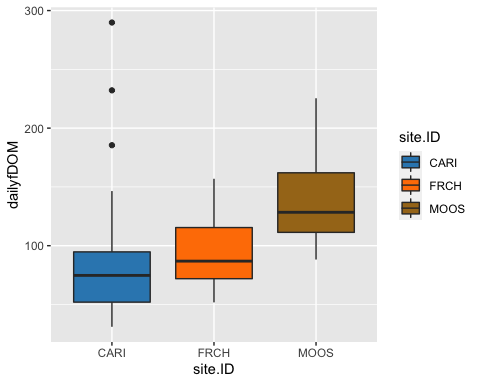 300
200
100
dailyfDOM
CARI FRCH MOOS
site.ID
site.ID
CARI
FRCH
MOOS